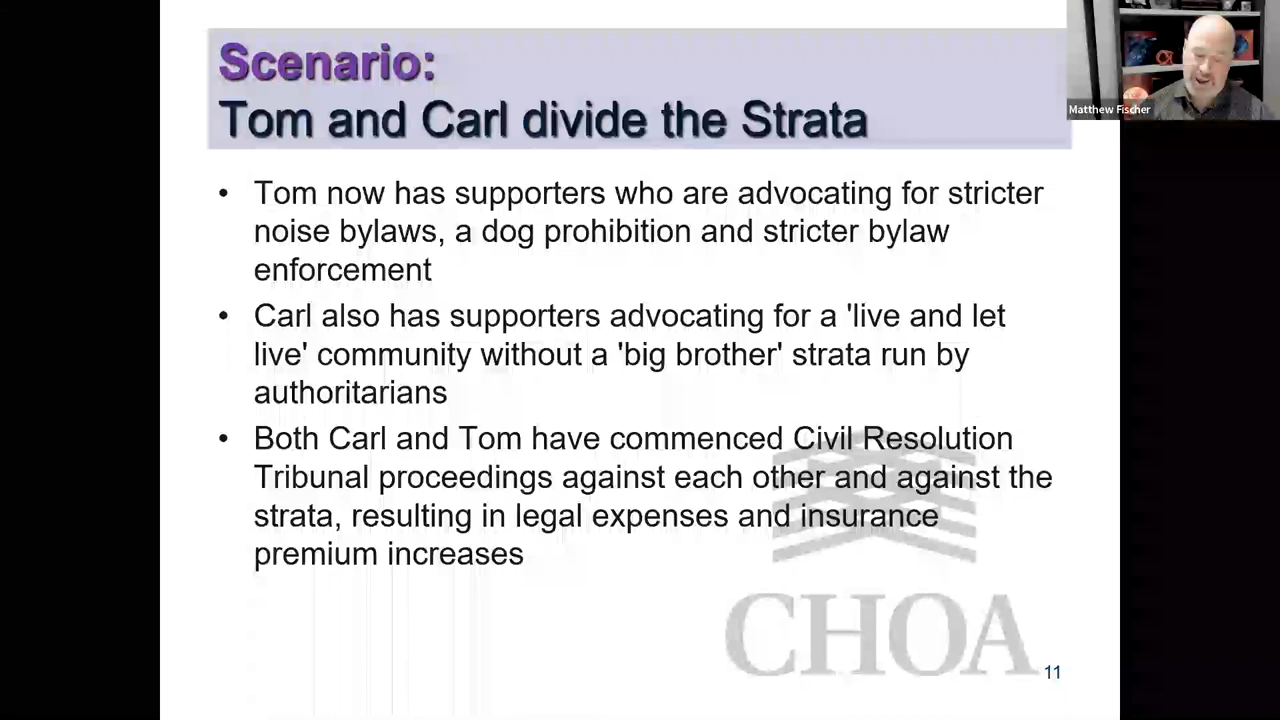 Scenario:
Tom and Carl divide the Strata
Matthew Fischer
• Tom now has supporters who are advocating for stricter
noise bylaws, a dog prohibition and stricter bylaw
enforcement
• Carl also has supporters advocating for a 'live and let
live' community without a 'big brother' strata run by
authoritarians
• Both Carl and Tom have commenced Civil Resolution
Tribunal proceedings against each other and against the
strata, resulting in legal expenses and insurance
premium increases
CHOA
11